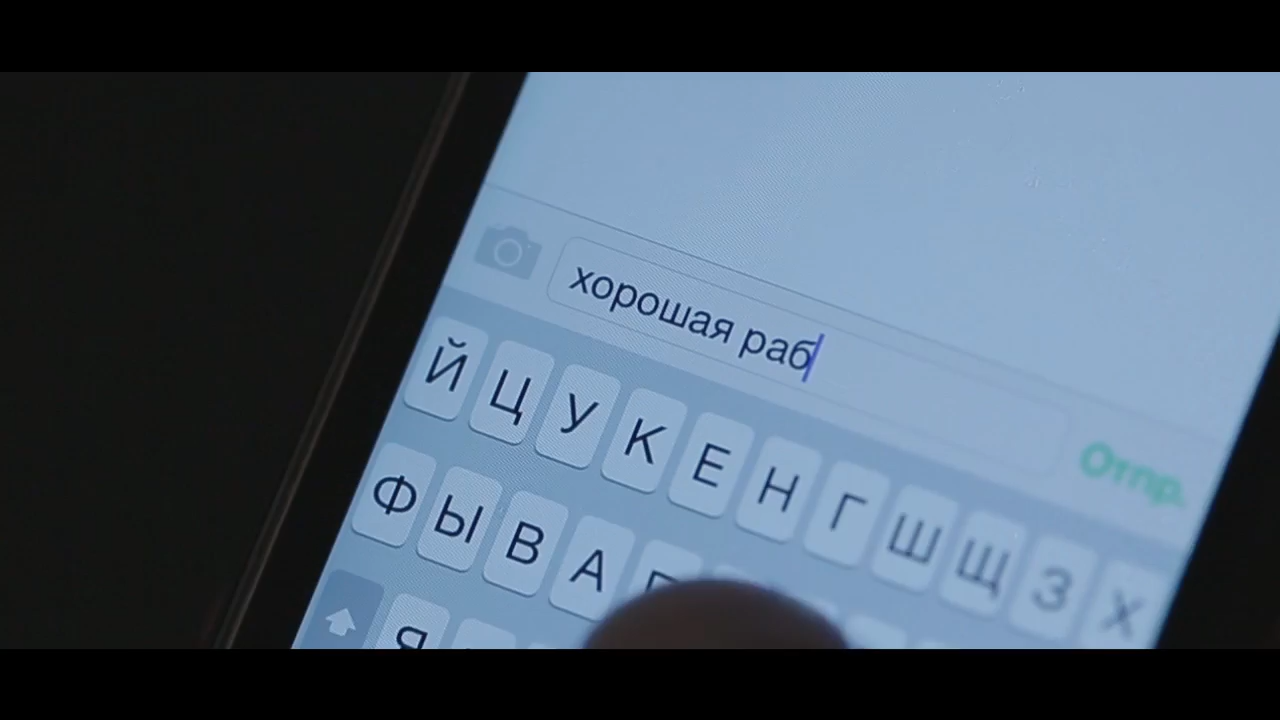 хорошая раб
Отпр.
Й Ц У К Е Н Г Ш Щ З Х
Ф Ы В А П
Я